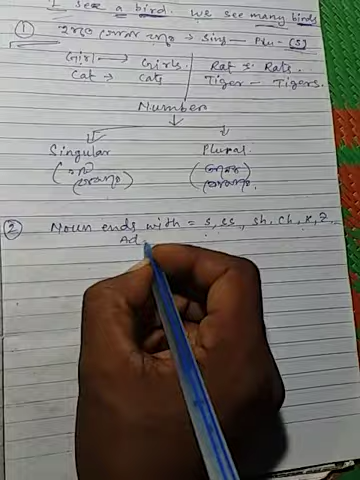 I see a bird. We see many birds
① → Sing — Plu — (S)
Girl → Girls. Rat → Rats.
Cat → Cats Tiger — Tigers.
Number
Singular Plural
② Noun ends with = s, ss, sh, ch, x, z.
Ad